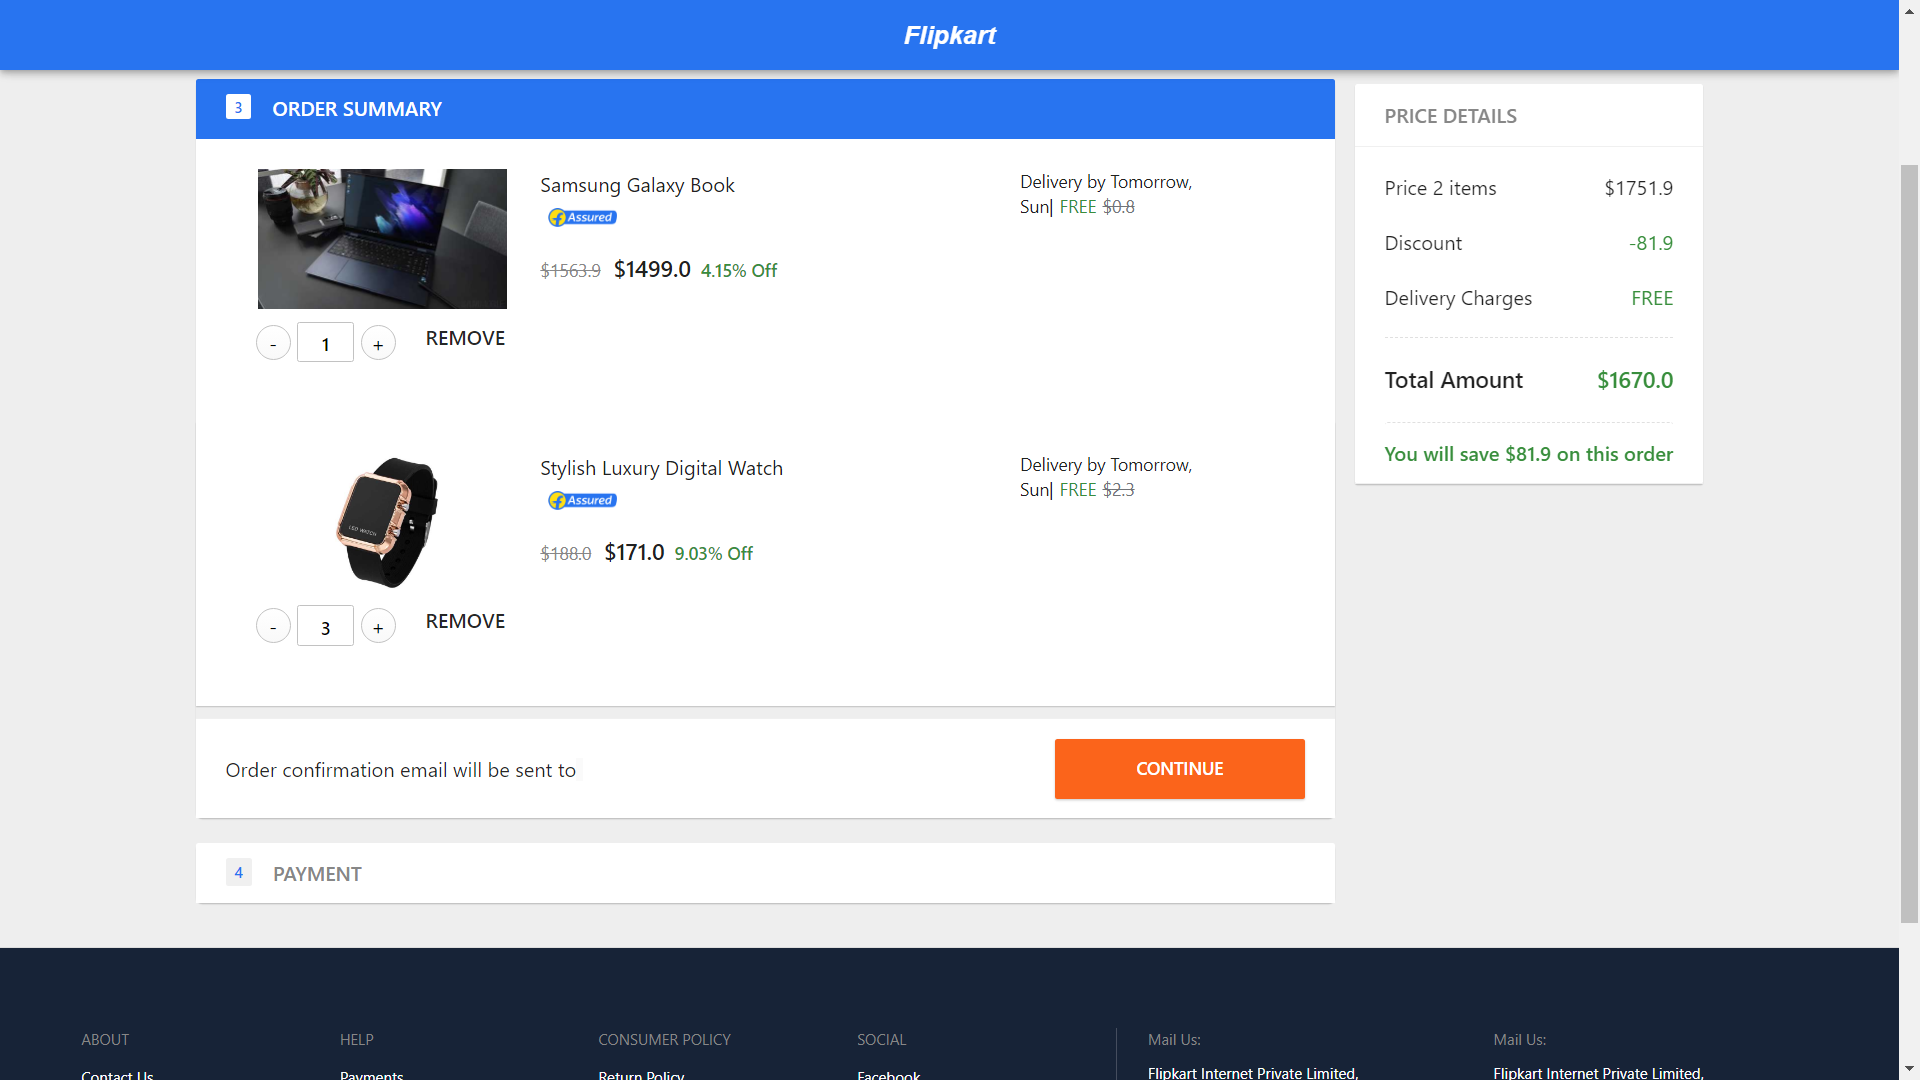 Flipkart
3 ORDER SUMMARY
Samsung Galaxy Book
f Assured
$1563.9 $1499.0 4.15% Off
Delivery by Tomorrow,
Sun| FREE $0.8
- 1 + REMOVE
Stylish Luxury Digital Watch
f Assured
$188.0 $171.0 9.03% Off
Delivery by Tomorrow,
Sun| FREE $2.3
LED WATCH
- 3 + REMOVE
Order confirmation email will be sent to
CONTINUE
4 PAYMENT
PRICE DETAILS
Price 2 items $1751.9
Discount -81.9
Delivery Charges FREE
Total Amount $1670.0
You will save $81.9 on this order
ABOUT
Contact Us
HELP
Payments
CONSUMER POLICY
Return Policy
SOCIAL
Facebook
Mail Us:
Flipkart Internet Private Limited,
Mail Us:
Flipkart Internet Private Limited,